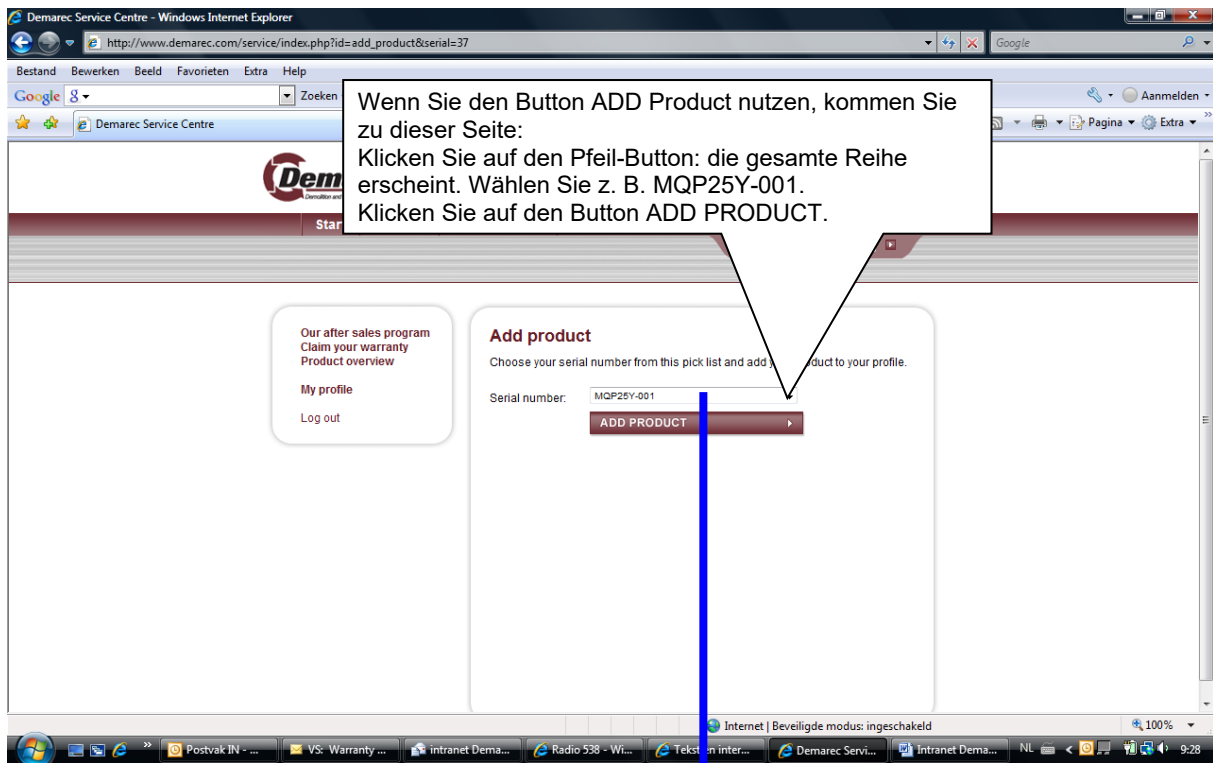 Demarec Service Centre - Windows Internet Explorer
http://www.demarec.com/service/index.php?id=add_product&serial=37
Google
Bestand Bewerken Beeld Favorieten Extra Help
Google
Zoeken
Aanmelden
Demarec Service Centre
Pagina
Extra
Wenn Sie den Button ADD Product nutzen, kommen Sie
zu dieser Seite:
Klicken Sie auf den Pfeil-Button: die gesamte Reihe
erscheint. Wählen Sie z. B. MQP25Y-001.
Klicken Sie auf den Button ADD PRODUCT.
Dem
Star
Our after sales program
Claim your warranty
Product overview
My profile
Log out
Add product
Choose your serial number from this pick list and add y duct to your profile.
Serial number: MQP25Y-001
ADD PRODUCT
Internet | Beveiligde modus: ingeschakeld
100%
Postvak IN - ...
VS: Warranty ...
intranet Dema...
Radio 538 - Wi...
Tekst en inter...
Demarec Servi...
Intranet Dema...
NL
9:28